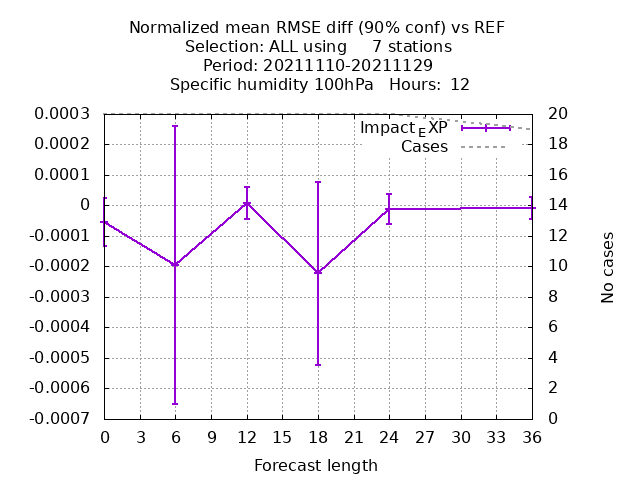 Normalized mean RMSE diff (90% conf) vs REF
Selection: ALL using 7 stations
Period: 20211110-20211129
Specific humidity 100hPa Hours: 12
Impact_EXP
Cases
0.0003
0.0002
0.0001
0
-0.0001
-0.0002
-0.0003
-0.0004
-0.0005
-0.0006
-0.0007
20
18
16
14
12
10
8
6
4
2
0
No cases
0 3 6 9 12 15 18 21 24 27 30 33 36
Forecast length